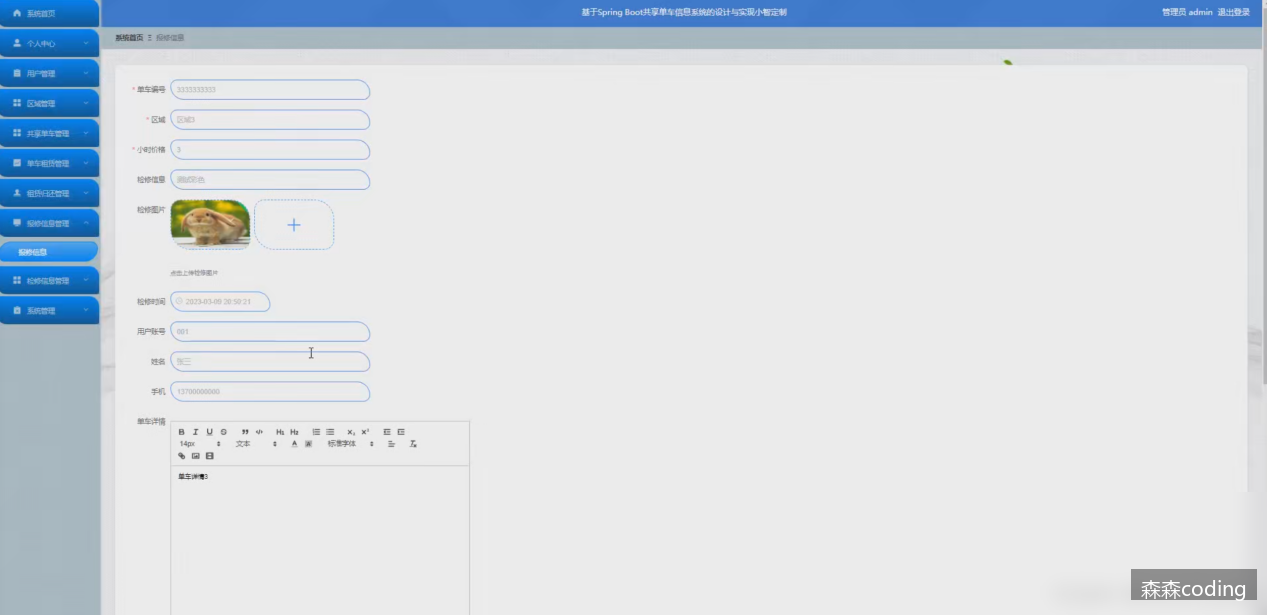 基于Spring Boot共享单车信息系统的设计与实现小智定制
管理员 admin 退出登录
系统首页
个人中心
用户管理
区域管理
共享单车管理
单车租赁管理
租赁归还管理
报修信息管理
报修信息
检修信息管理
系统管理
系统首页 报修信息
* 单车编号 3333333333
* 区域 区域3
* 小时价格 3
检修信息
检修图片
点击上传检修图片
检修时间 2023-03-09 20:50:21
用户账号 001
姓名 张三
手机 13700000000
单车详情
B I U S ” </> H1 H2 X2 X2
14px 文本 A A 标准字体 Tx
单车详情3
森森coding